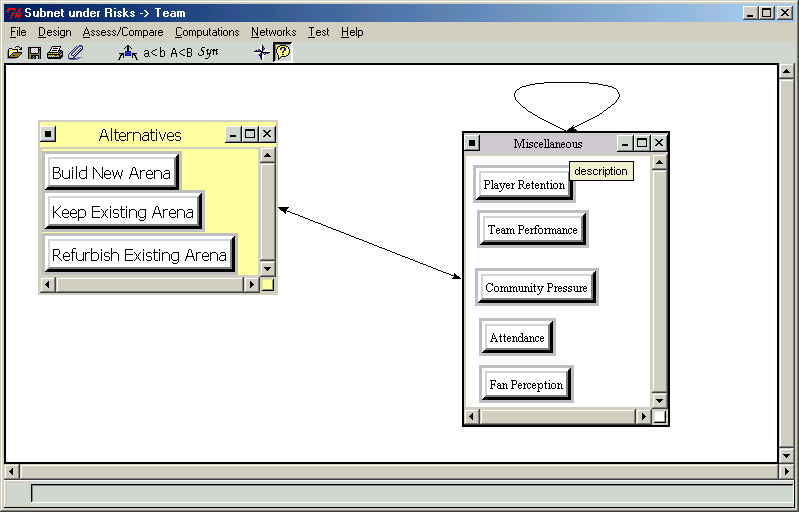 Subnet under Risks -> Team
File Design Assess/Compare Computations Networks Test Help
a<b A<B Syn
Alternatives
Build New Arena
Keep Existing Arena
Refurbish Existing Arena
Miscellaneous
description
Player Retention
Team Performance
Community Pressure
Attendance
Fan Perception